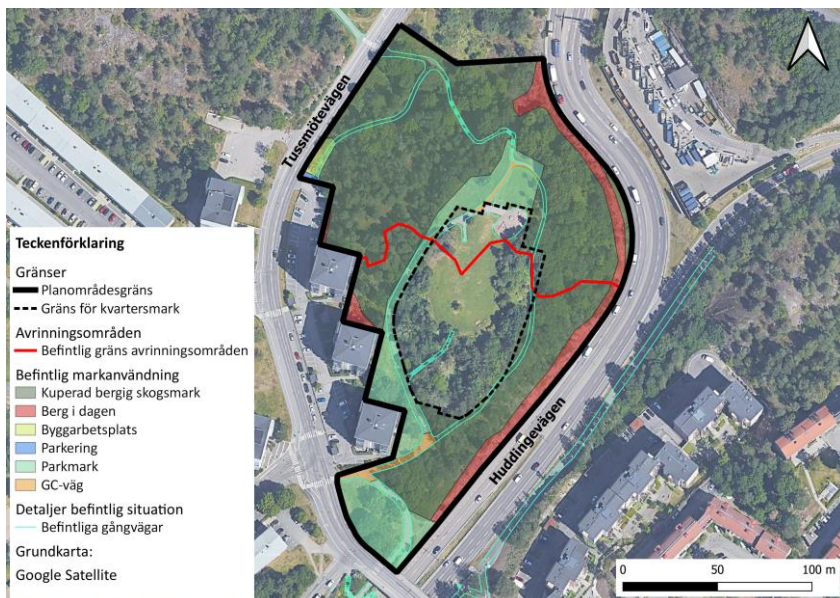 Tussmötevägen
Huddingevägen
Teckenförklaring
Gränser
Planområdesgräns
Gräns för kvartersmark
Avrinningsområden
Befintlig gräns avrinningsområden
Befintlig markanvändning
Kuperad bergig skogsmark
Berg i dagen
Byggarbetsplats
Parkering
Parkmark
GC-väg
Detaljer befintlig situation
Befintliga gångvägar
Grundkarta:
Google Satellite
0 50 100 m